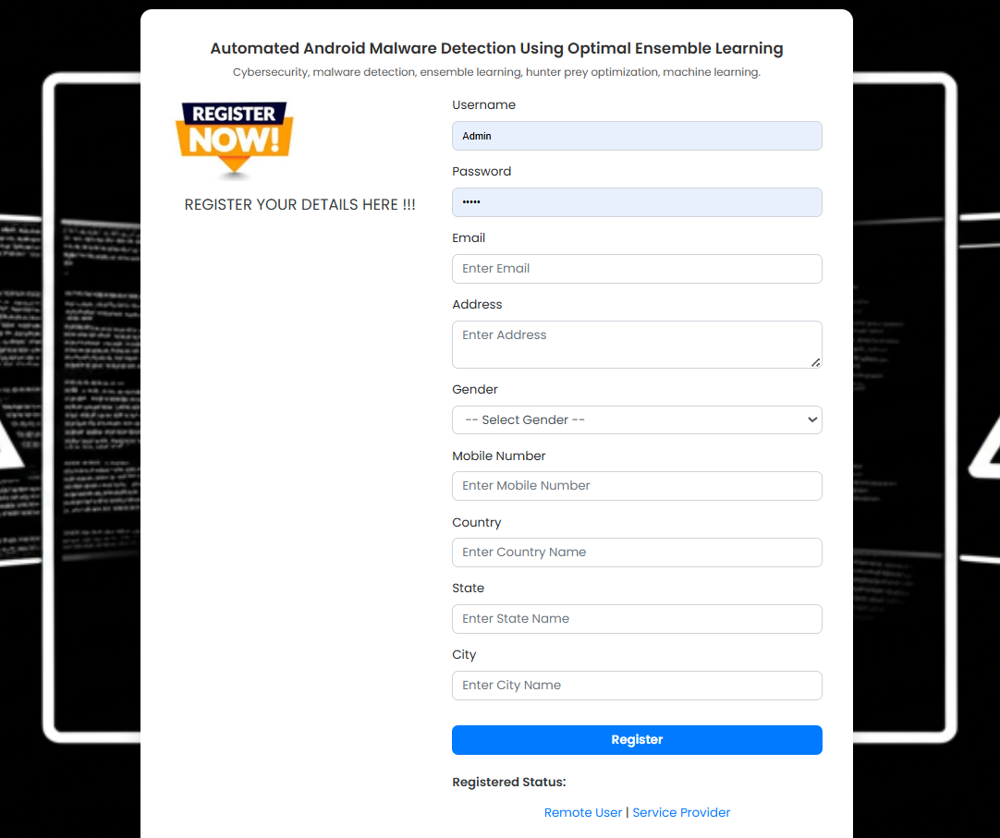 Automated Android Malware Detection Using Optimal Ensemble Learning
Cybersecurity, malware detection, ensemble learning, hunter prey optimization, machine learning.
REGISTER
NOW!
REGISTER YOUR DETAILS HERE !!!
Username
Admin
Password
•••••
Email
Enter Email
Address
Enter Address
Gender
-- Select Gender --
Mobile Number
Enter Mobile Number
Country
Enter Country Name
State
Enter State Name
City
Enter City Name
Register
Registered Status:
Remote User | Service Provider